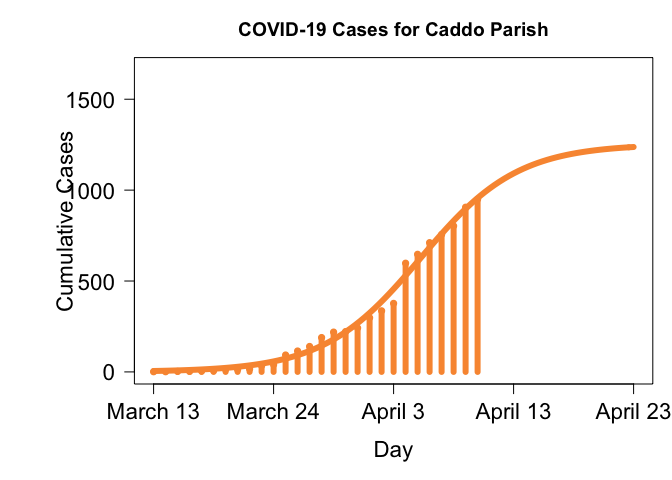 COVID-19 Cases for Caddo Parish
Cumulative Cases
1500
1000
500
0
March 13 March 24 April 3 April 13 April 23
Day